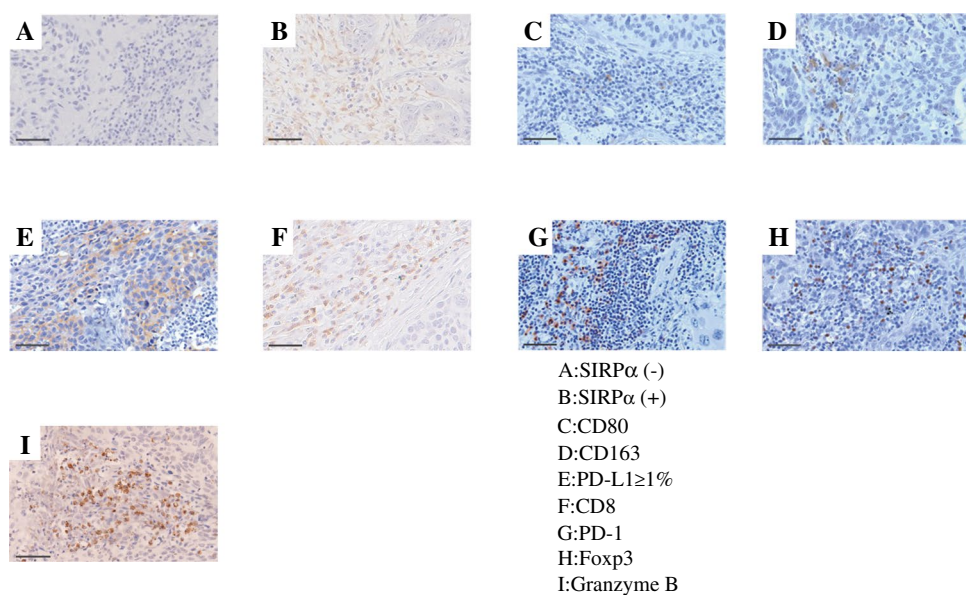 A
B
C
D
E
F
G
H
A:SIRPα (-)
B:SIRPα (+)
C:CD80
D:CD163
E:PD-L1≥1%
F:CD8
G:PD-1
H:Foxp3
I:Granzyme B
I